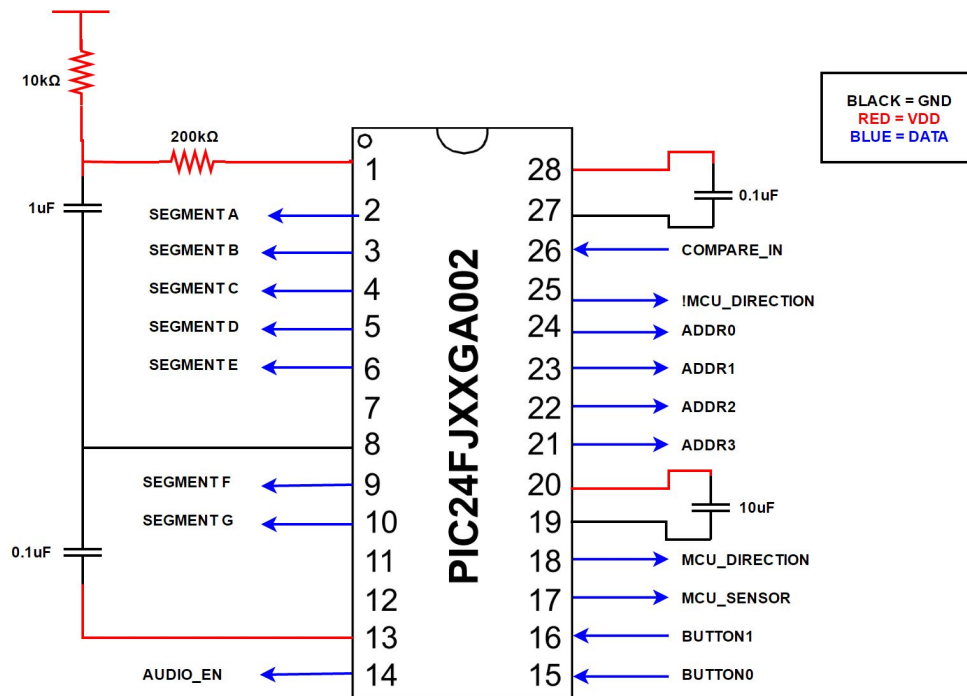 10kΩ
200kΩ
1uF
0.1uF
SEGMENT A
SEGMENT B
SEGMENT C
SEGMENT D
SEGMENT E
SEGMENT F
SEGMENT G
AUDIO_EN
1
2
3
4
5
6
7
8
9
10
11
12
13
14
PIC24FJXXGA002
28
27
26
25
24
23
22
21
20
19
18
17
16
15
0.1uF
COMPARE_IN
!MCU_DIRECTION
ADDR0
ADDR1
ADDR2
ADDR3
10uF
MCU_DIRECTION
MCU_SENSOR
BUTTON1
BUTTON0
BLACK = GND
RED = VDD
BLUE = DATA